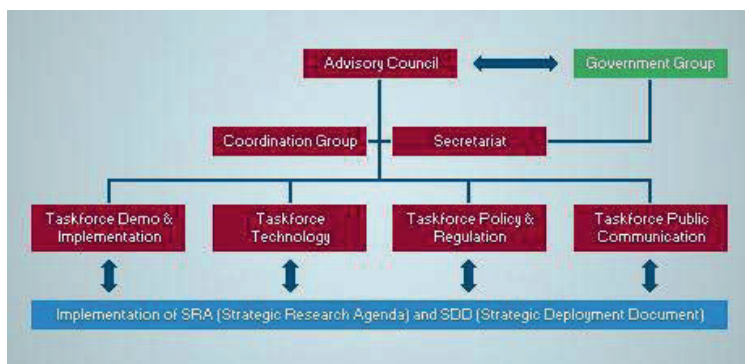 Advisory Council
Government Group
Coordination Group
Secretariat
Taskforce Demo &
Implementation
Taskforce
Technology
Taskforce Policy &
Regulation
Taskforce Public
Communication
Implementation of SRA (Strategic Research Agenda) and SDD (Strategic Deployment Document)